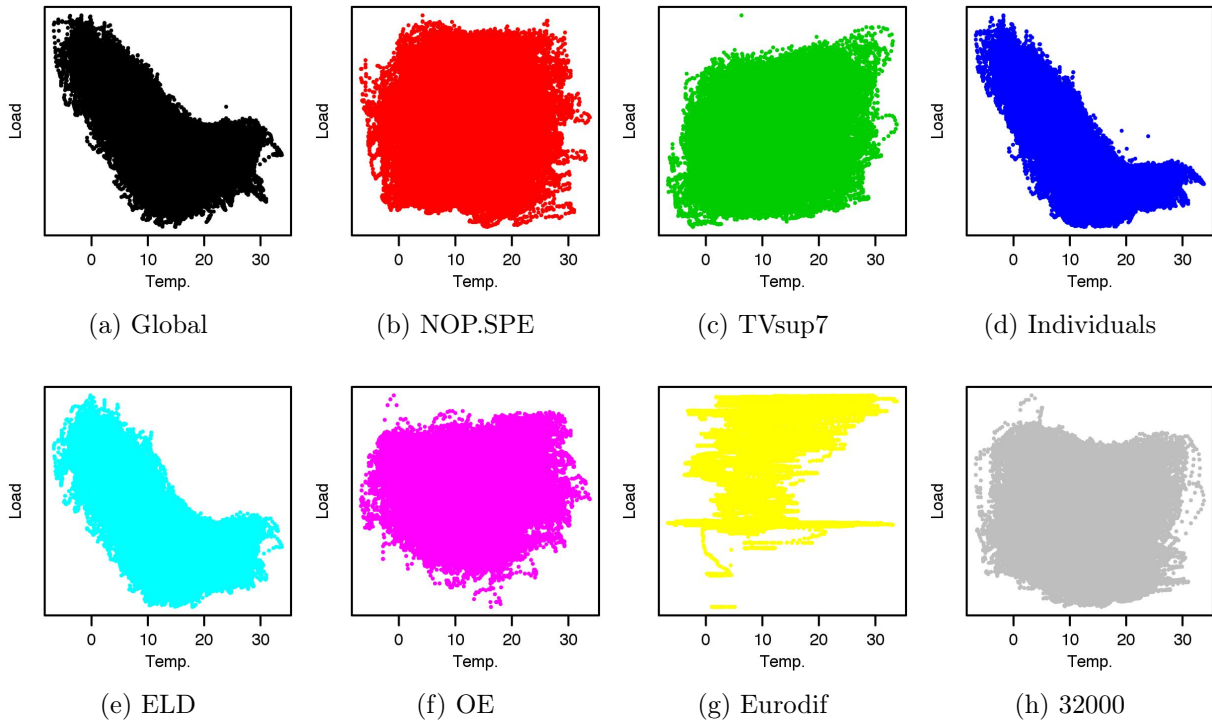 Load
0 10 20 30
Temp.
(a) Global
Load
0 10 20 30
Temp.
(b) NOP.SPE
Load
0 10 20 30
Temp.
(c) TVsup7
Load
0 10 20 30
Temp.
(d) Individuals
Load
0 10 20 30
Temp.
(e) ELD
Load
0 10 20 30
Temp.
(f) OE
Load
0 10 20 30
Temp.
(g) Eurodif
Load
0 10 20 30
Temp.
(h) 32000